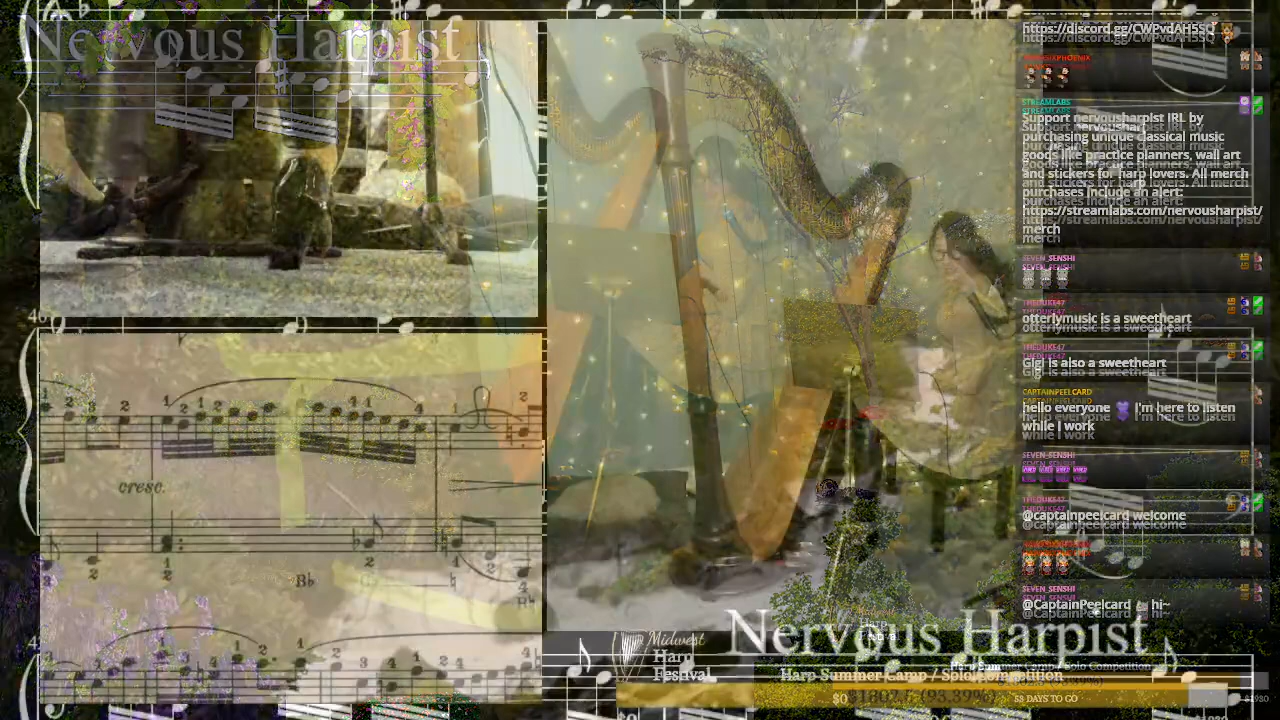 Nervous Harpist
cresc.
Bb
https://discord.gg/CWPvdAHSSQ
STREAMLABS
Support nervousharpist IRL by
purchasing unique classical music
goods like practice planners, wall art
and stickers for harp lovers. All merch
purchases include an alert:
https://streamlabs.com/nervousharpist/
merch
SEVEN_SENSHI
THEDUKE47
otterlymusic is a sweetheart
THEDUKE47
Gigi is also a sweetheart
CAPTAINPEELCARD
hello everyone 💜 I'm here to listen
while I work
SEVEN_SENSHI
THEDUKE47
@captainpeelcard welcome
SEVEN_SENSHI
@CaptainPeelcard hi~
Nervous Harpist
Midwest
Harp
Festival
Harp Summer Camp / Solo Competition
$0
53 DAYS TO GO